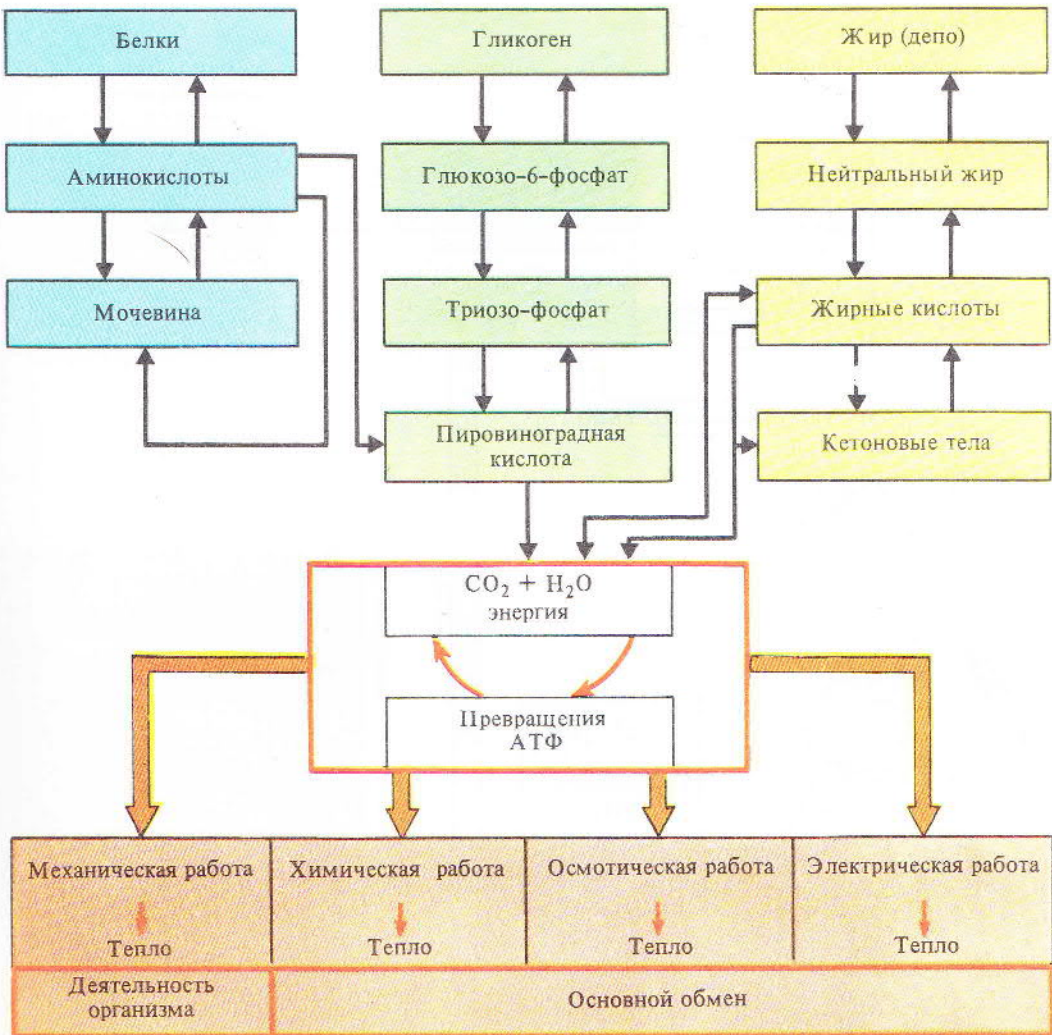 Белки
Гликоген
Жир (депо)
Аминокислоты
Глюкозо-6-фосфат
Нейтральный жир
Мочевина
Триозо-фосфат
Жирные кислоты
Пировиноградная
кислота
Кетоновые тела
CO₂ + H₂O
энергия
Превращения
АТФ
Механическая работа
Химическая работа
Осмотическая работа
Электрическая работа
Тепло
Тепло
Тепло
Тепло
Деятельность
организма
Основной обмен